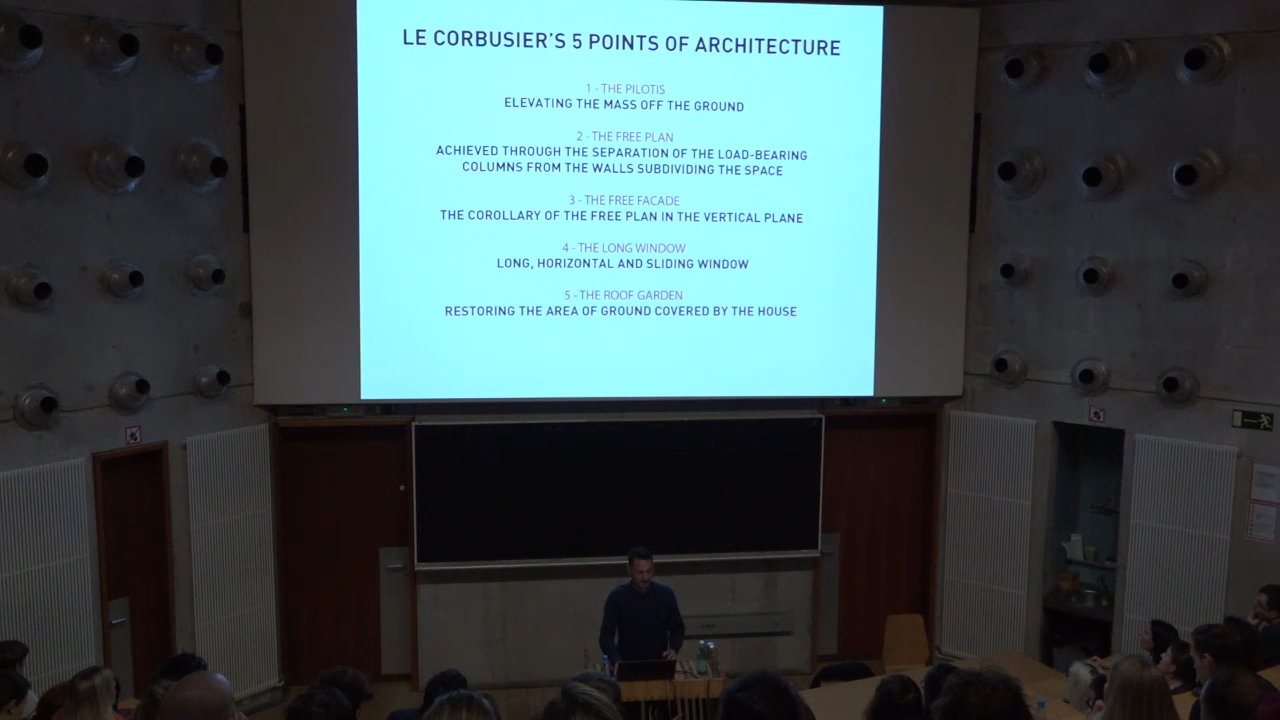 LE CORBUSIER'S 5 POINTS OF ARCHITECTURE
1 - THE PILOTIS
ELEVATING THE MASS OFF THE GROUND
2 - THE FREE PLAN
ACHIEVED THROUGH THE SEPARATION OF THE LOAD-BEARING
COLUMNS FROM THE WALLS SUBDIVIDING THE SPACE
3 - THE FREE FACADE
THE COROLLARY OF THE FREE PLAN IN THE VERTICAL PLANE
4 - THE LONG WINDOW
LONG, HORIZONTAL AND SLIDING WINDOW
5 - THE ROOF GARDEN
RESTORING THE AREA OF GROUND COVERED BY THE HOUSE